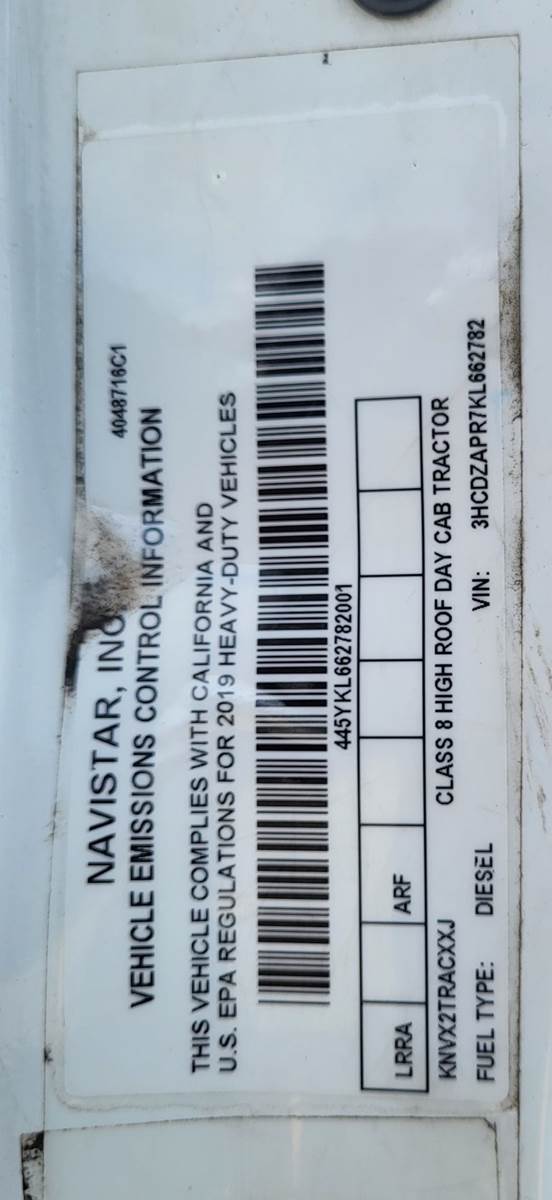 NAVISTAR, INC
4048716C1
VEHICLE EMISSIONS CONTROL INFORMATION
THIS VEHICLE COMPLIES WITH CALIFORNIA AND
U.S. EPA REGULATIONS FOR 2019 HEAVY-DUTY VEHICLES
445YKL662782001
LRRA ARF
KNVX2TRACXXJ CLASS 8 HIGH ROOF DAY CAB TRACTOR
FUEL TYPE: DIESEL VIN: 3HCDZAPR7KL662782